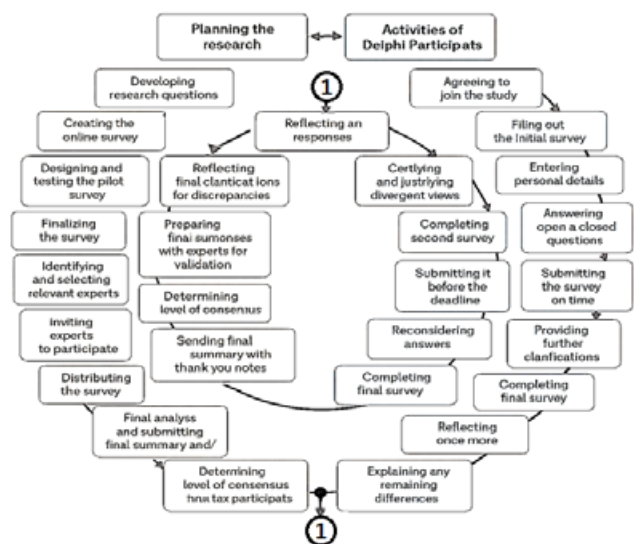 Planning the
research
Activities of
Delphi Participats
Developing
research questions
1
Agreeing to
join the study
Creating the
online survey
Reflecting an
responses
Filing out
the Initial survey
Designing and
testing the pilot
survey
Reflecting
final clanticat ions
for discrepancies
Certlying
and justriying
divergent views
Entering
personal details
Finalizing
the survey
Preparing
final sumonses
with experts for
validation
Completing
second survey
Answering
open a closed
questions
Identifying
and selecting
relevant experts
Determining
level of consensus
Submitting it
before the
deadline
Submitting
the survey
on time
Inviting
experts
to participate
Sending final
summary with
thank you notes
Reconsidering
answers
Providing
further
clanfications
Distributing
the survey
Completing
final survey
Completing
final survey
Final analyss
and submitting
final summary and/
Reflecting
once more
Determining
level of consensus
tax participats
Explaining any
remaining
differences
1